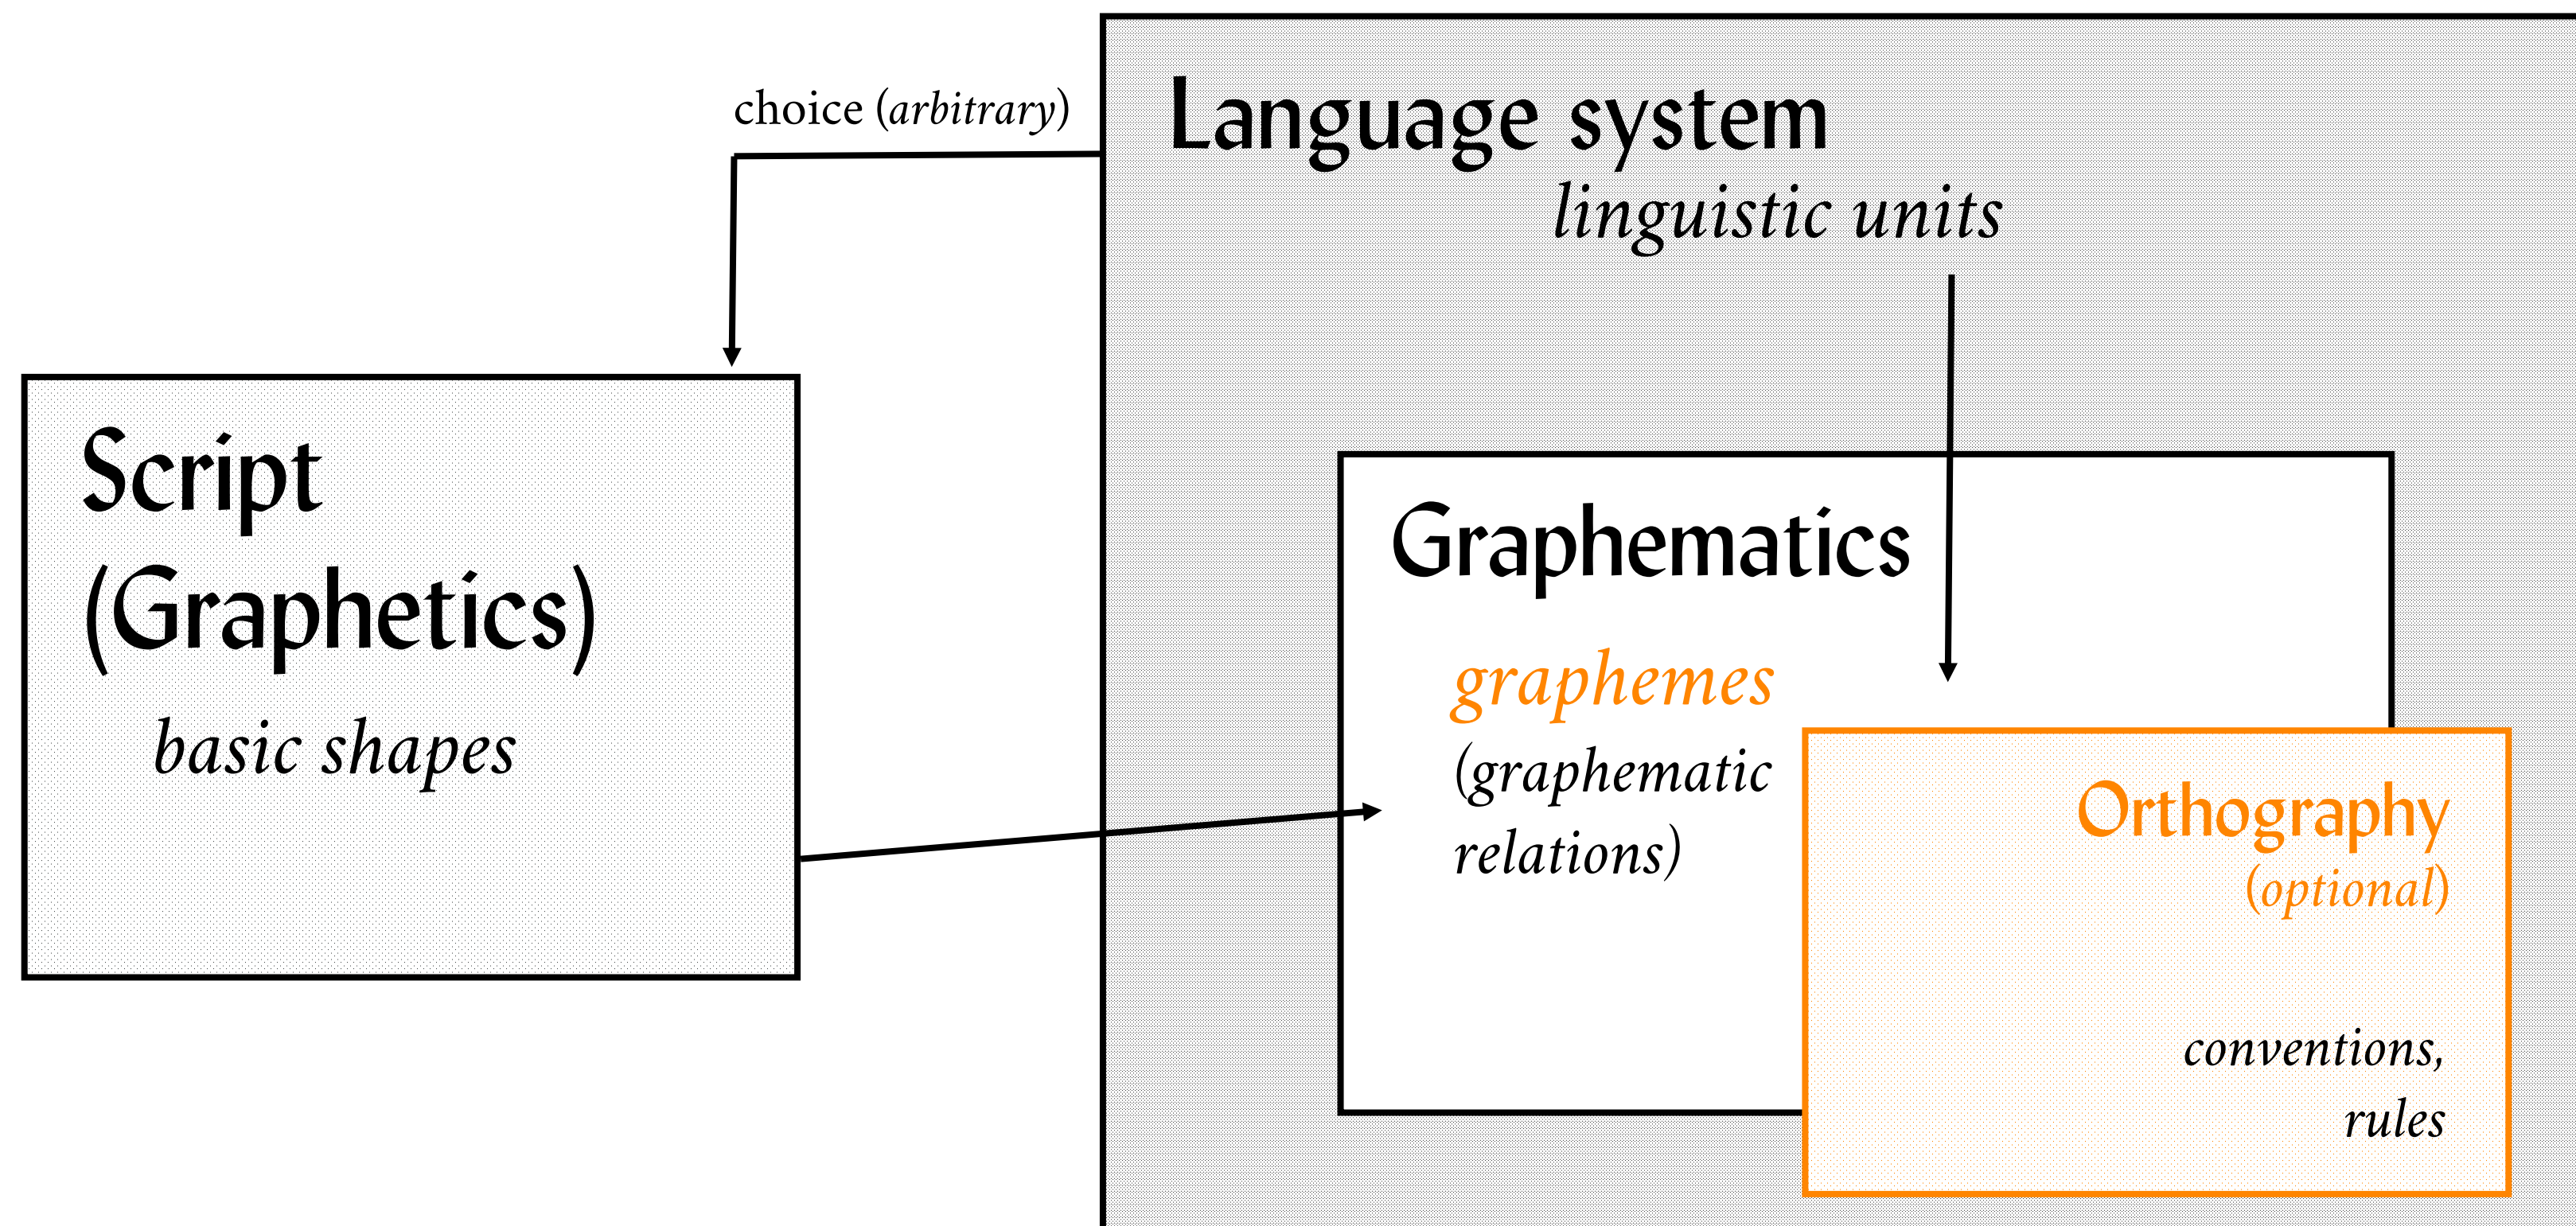 choice (arbitrary)
Language system
linguistic units
Script
(Graphetics)
basic shapes
Graphematics
graphemes
(graphematic
relations)
Orthography
(optional)
conventions,
rules